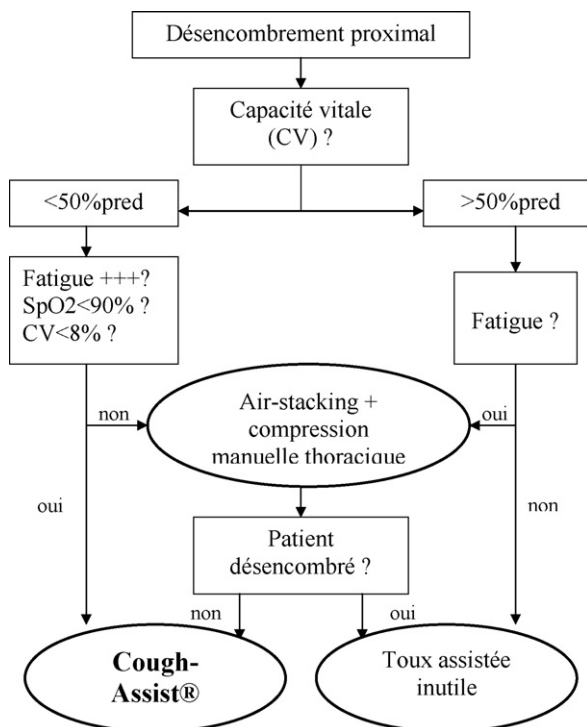 Désencombrement proximal
Capacité vitale
(CV) ?
<50%pred
>50%pred
Fatigue +++?
SpO2<90% ?
CV<8% ?
Fatigue ?
non
Air-stacking +
compression
manuelle thoracique
oui
oui
non
Patient
désencombré ?
non
oui
Cough-
Assist®
Toux assistée
inutile